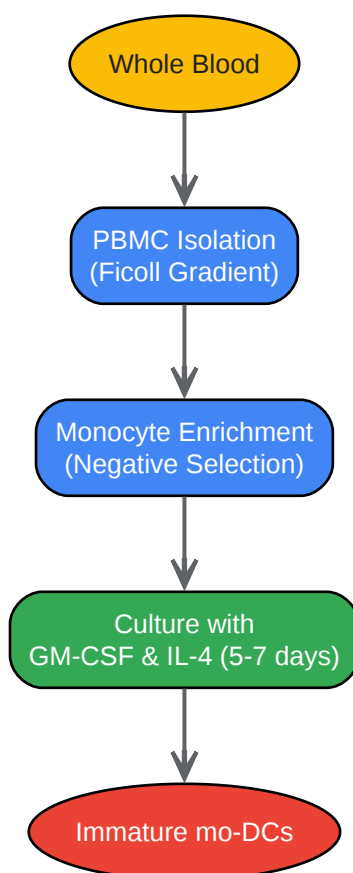 Whole Blood
PBMC Isolation
(Ficoll Gradient)
Monocyte Enrichment
(Negative Selection)
Culture with
GM-CSF & IL-4 (5-7 days)
Immature mo-DCs